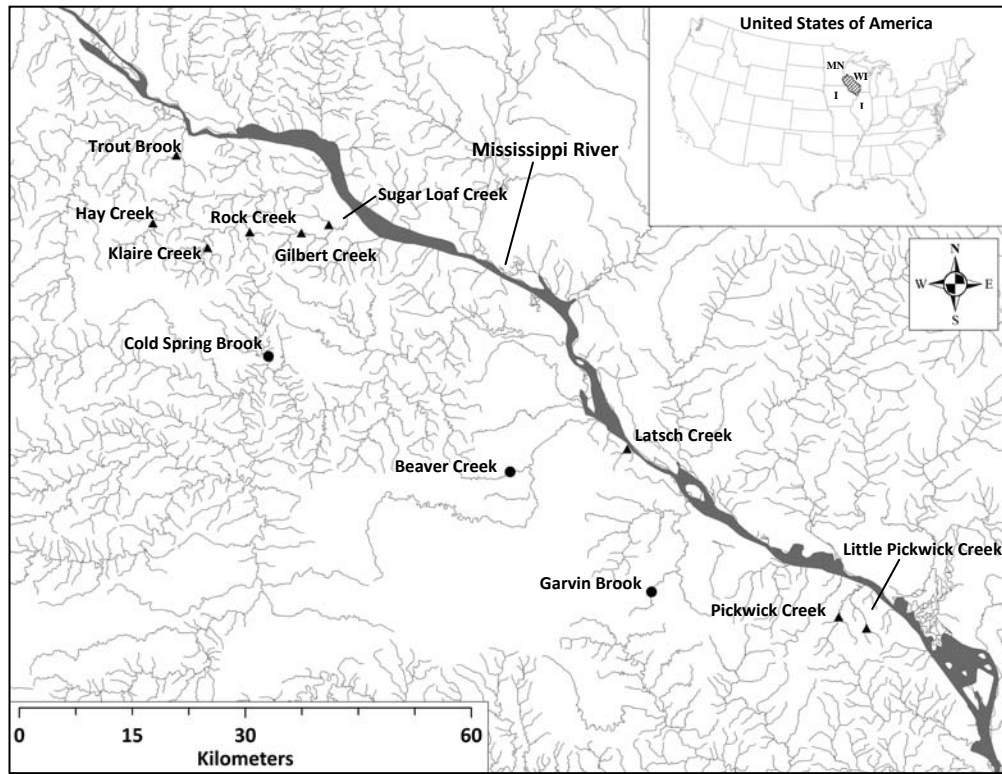 United States of America
MN
WI
I
I
Mississippi River
Trout Brook
Sugar Loaf Creek
Hay Creek
Rock Creek
Klaire Creek
Gilbert Creek
N
W
E
S
Cold Spring Brook
Latsch Creek
Beaver Creek
Little Pickwick Creek
Garvin Brook
Pickwick Creek
0 15 30 60
Kilometers